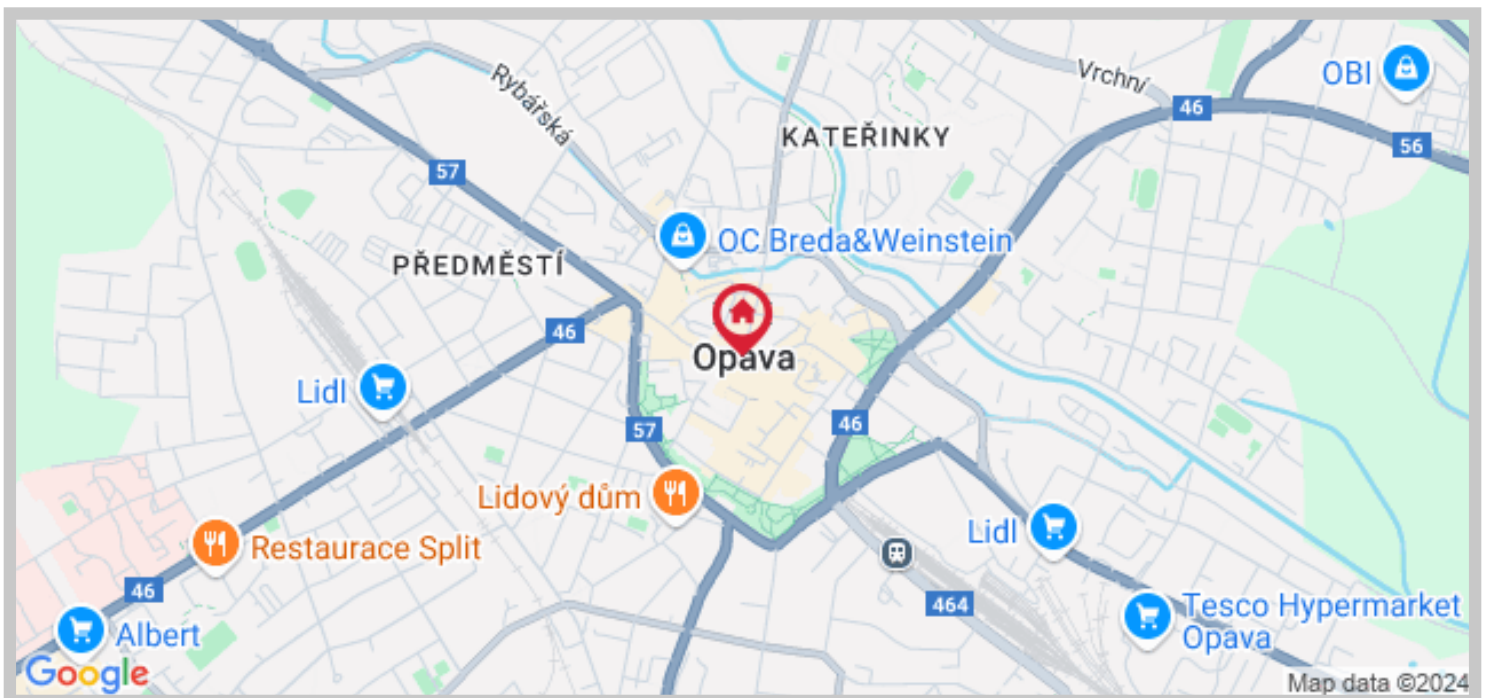 OBI
Vrchní
Rybářská
46
KATEŘINKY
56
57
OC Breda&Weinstein
PŘEDMĚSTÍ
46
Opava
Lidl
57
46
Lidový dům
Lidl
Restaurace Split
46
464
Tesco Hypermarket
Opava
Albert
Google
Map data ©2024